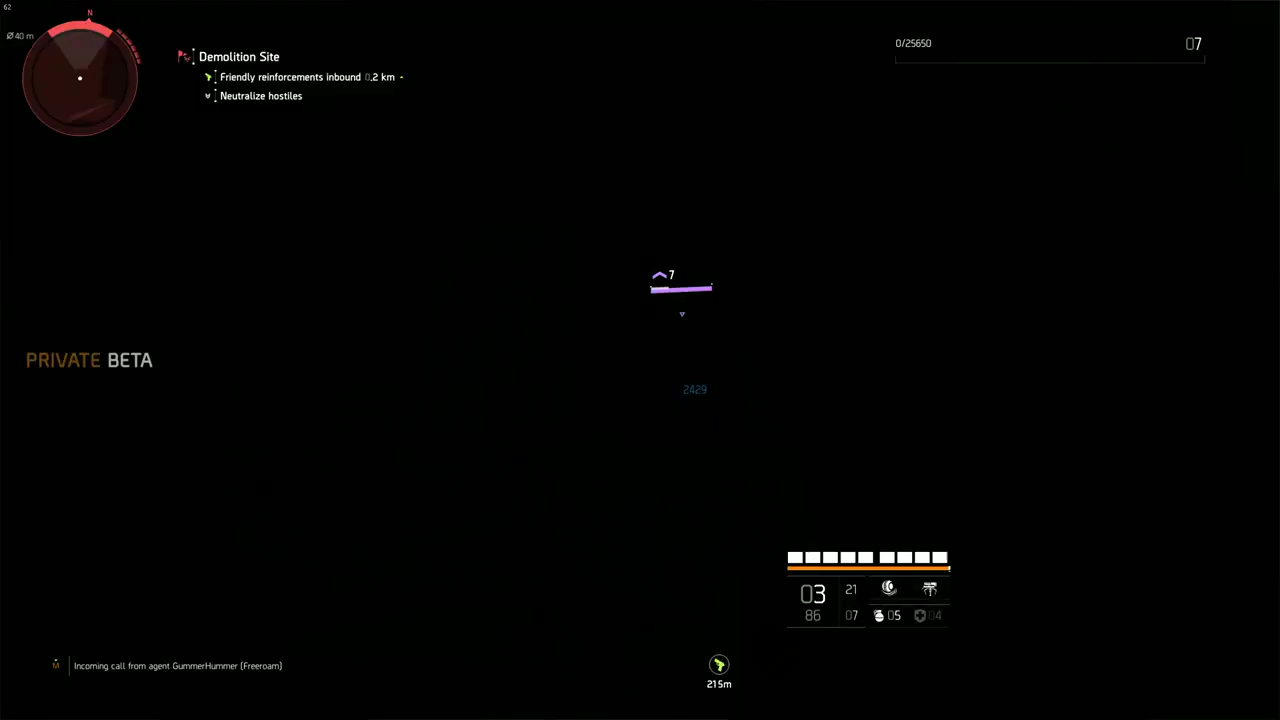 62
N
Ø40 m
Demolition Site
Friendly reinforcements inbound 0,2 km
Neutralize hostiles
0/25650
07
7
PRIVATE BETA
2429
03
21
86
07
05
04
Incoming call from agent GummerHummer (Freeroam)
215m